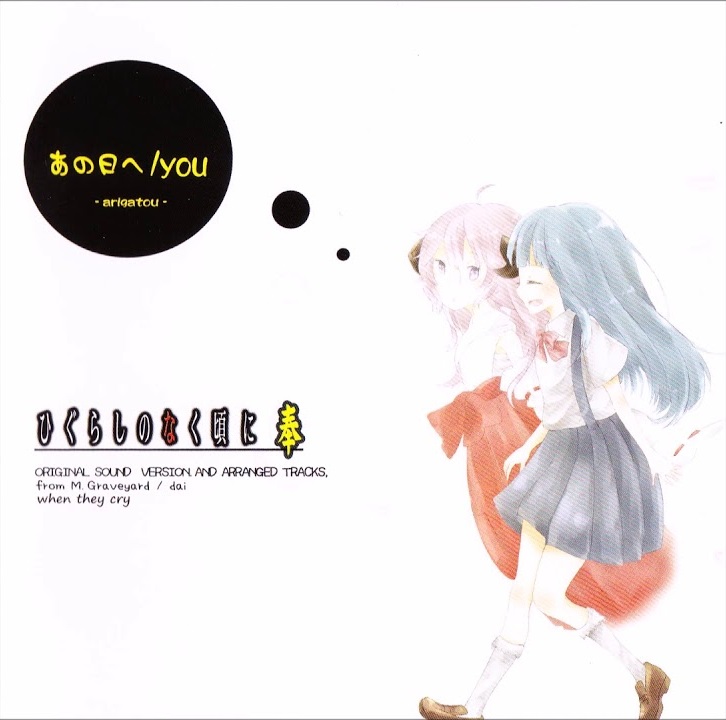 あの日へ/you
- arigatou -
ひぐらしのなく頃に 奉
ORIGINAL SOUND VERSION AND ARRANGED TRACKS,
from M. Graveyard / dai
when they cry